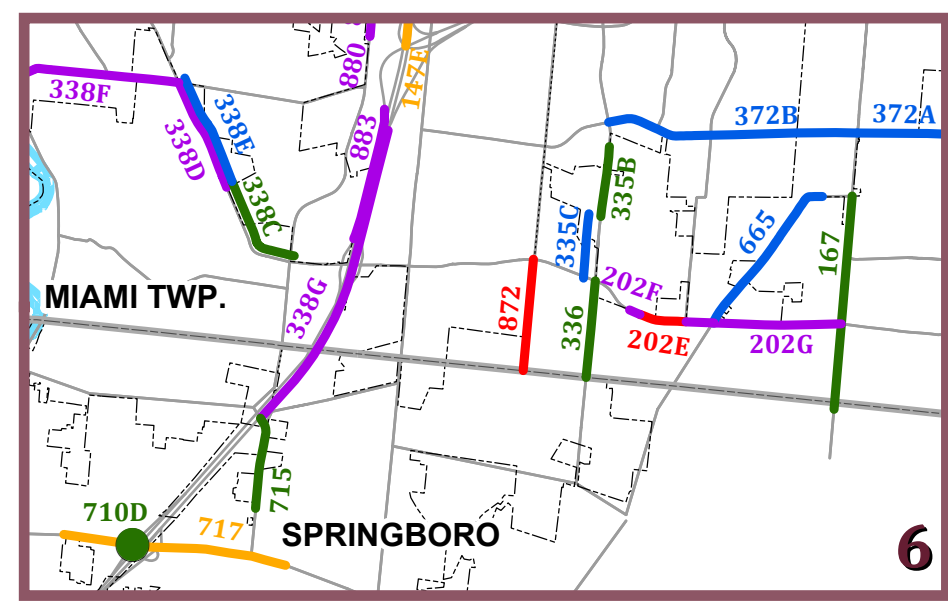 880
147E
338F
338E
338D
883
372B
372A
335B
338C
335C
665
167
MIAMI TWP.
338G
202F
872
336
202E
202G
715
710D
717
SPRINGBORO
6